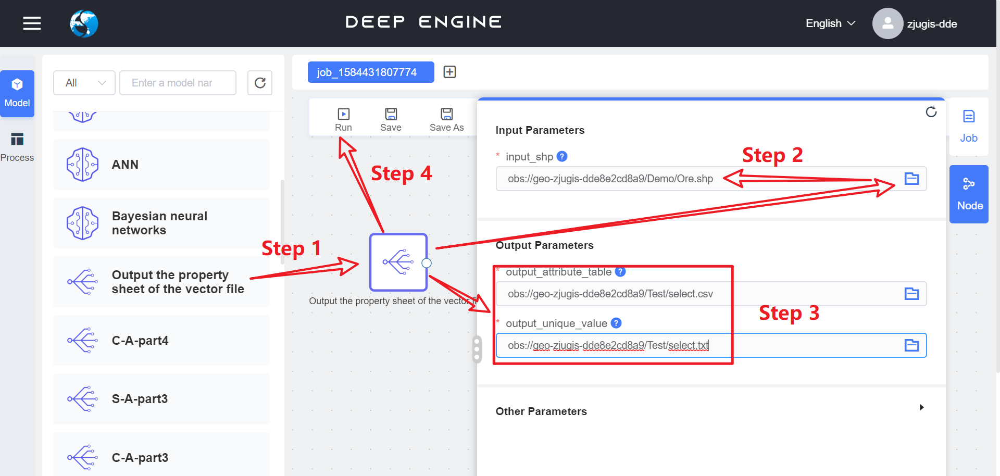 DEEP ENGINE
English
zjugis-dde
Model
Process
All
Enter a model nar
ANN
Bayesian neural
networks
Output the property
sheet of the vector file
C-A-part4
S-A-part3
C-A-part3
job_1584431807774
Run
Save
Save As
Step 4
Step 1
Output the property sheet of the vector fi
Input Parameters
* input_shp ?
Step 2
obs://geo-zjugis-dde8e2cd8a9/Demo/Ore.shp
Output Parameters
* output_attribute_table ?
obs://geo-zjugis-dde8e2cd8a9/Test/select.csv
Step 3
* output_unique_value ?
obs://geo-zjugis-dde8e2cd8a9/Test/select.txt
Other Parameters
Job
Node